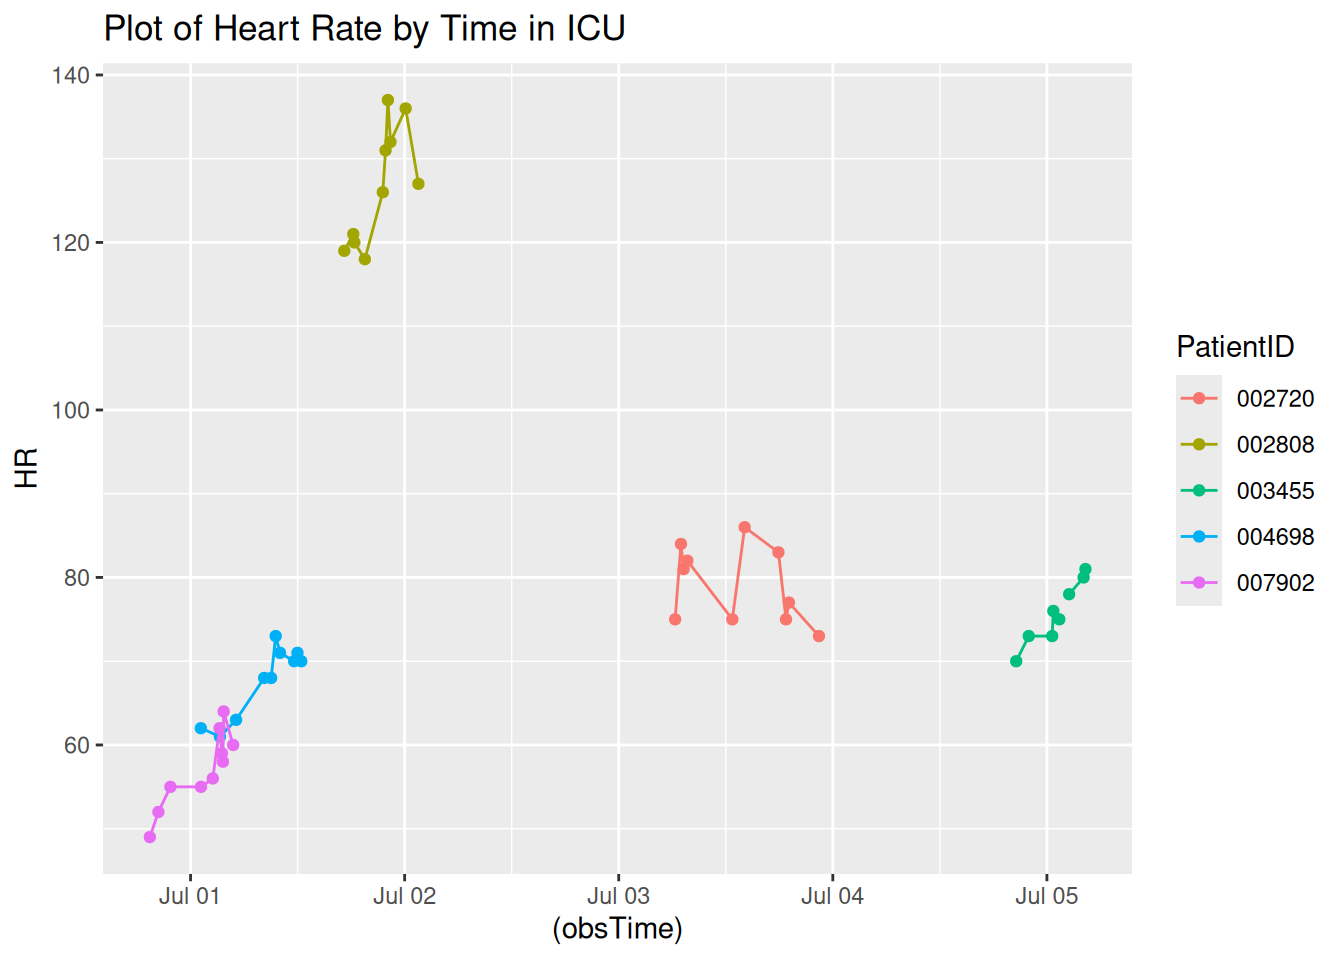 Plot of Heart Rate by Time in ICU
140
120
100
80
60
HR
Jul 01
Jul 02
Jul 03
Jul 04
Jul 05
(obsTime)
PatientID
002720
002808
003455
004698
007902